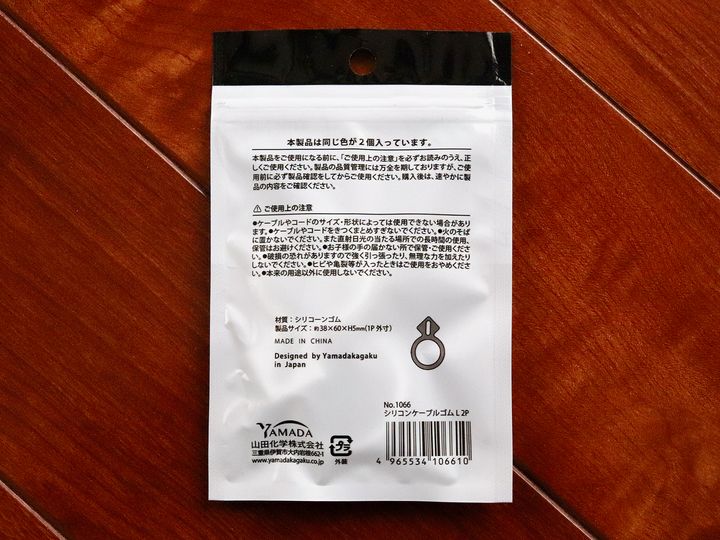 本製品は同じ色が２個入っています。
本製品をご使用になる前に、「ご使用上の注意」を必ずお読みのうえ、正
しくご使用ください。製品の品質管理には万全を期しておりますが、ご使
用前に必ず製品確認をしてからご使用ください。購入後は、速やかに製
品の内容をご確認ください。
⚠ ご使用上の注意
●ケーブルやコードのサイズ・形状によっては使用できない場合があり
ます。●ケーブルやコードをきつくまとめすぎないでください。●火のそば
に置かないでください。また直射日光の当たる場所での長時間の使用、
保管はお避けください。●お子様の手の届かない所で保管・ご使用くださ
い。●破損の恐れがありますので強く引っ張ったり、無理な力を加えたり
しないでください。●ヒビや亀裂等が入ったときはご使用をおやめくださ
い。●本来の用途以外に使用しないでください。
材質：シリコーンゴム
製品サイズ：約38×60×H5mm(1P外寸)
MADE IN CHINA
Designed by Yamadakagaku
in Japan
No.1066
シリコンケーブルゴム L 2P
YAMADA
山田化学株式会社
三重県伊賀市大内岩根662-1
www.yamadakagaku.co.jp
プラ
外装
4 965534 106610